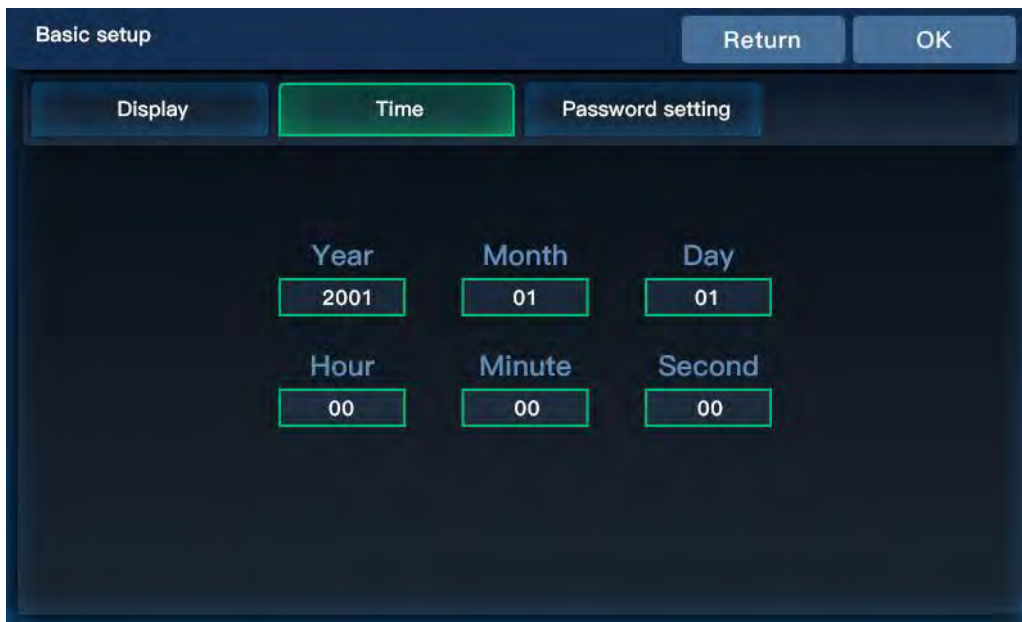 Basic setup Return OK
Display Time Password setting
Year Month Day
2001 01 01
Hour Minute Second
00 00 00